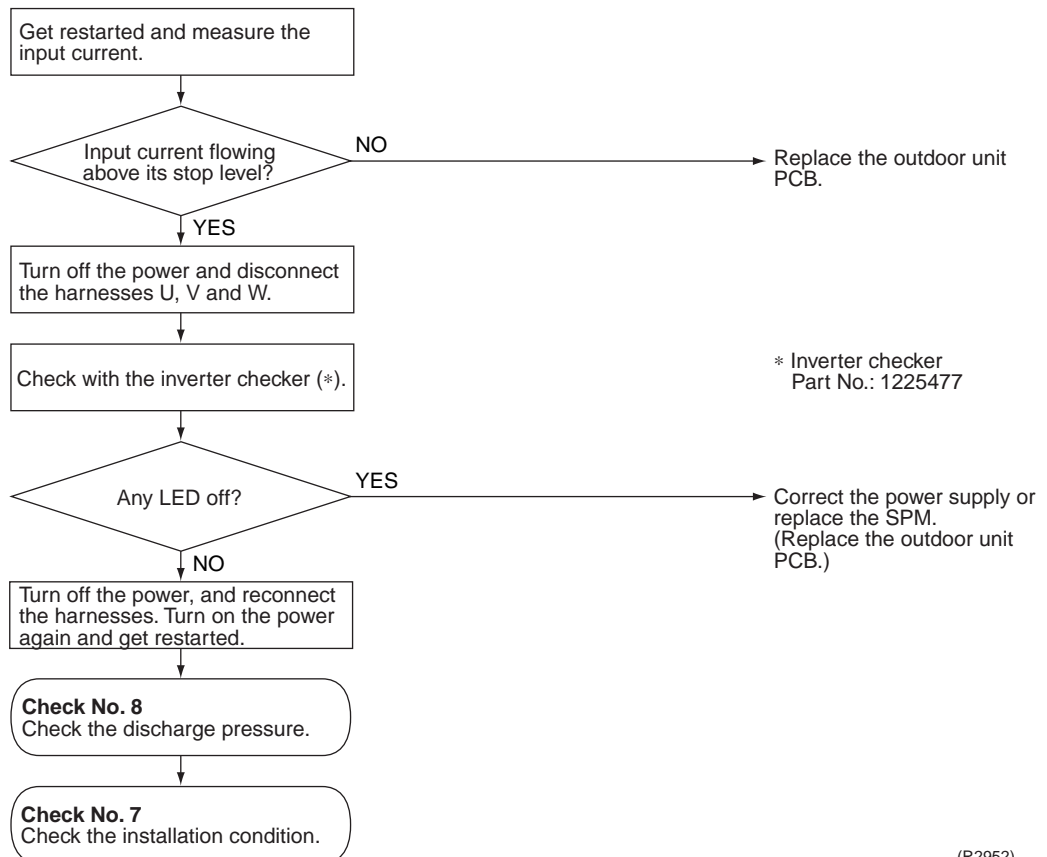 Get restarted and measure the
input current.
Input current flowing
above its stop level?
NO
Replace the outdoor unit
PCB.
YES
Turn off the power and disconnect
the harnesses U, V and W.
Check with the inverter checker (∗).
∗ Inverter checker
Part No.: 1225477
Any LED off?
YES
Correct the power supply or
replace the SPM.
(Replace the outdoor unit
PCB.)
NO
Turn off the power, and reconnect
the harnesses. Turn on the power
again and get restarted.
Check No. 8
Check the discharge pressure.
Check No. 7
Check the installation condition.
(R2952)